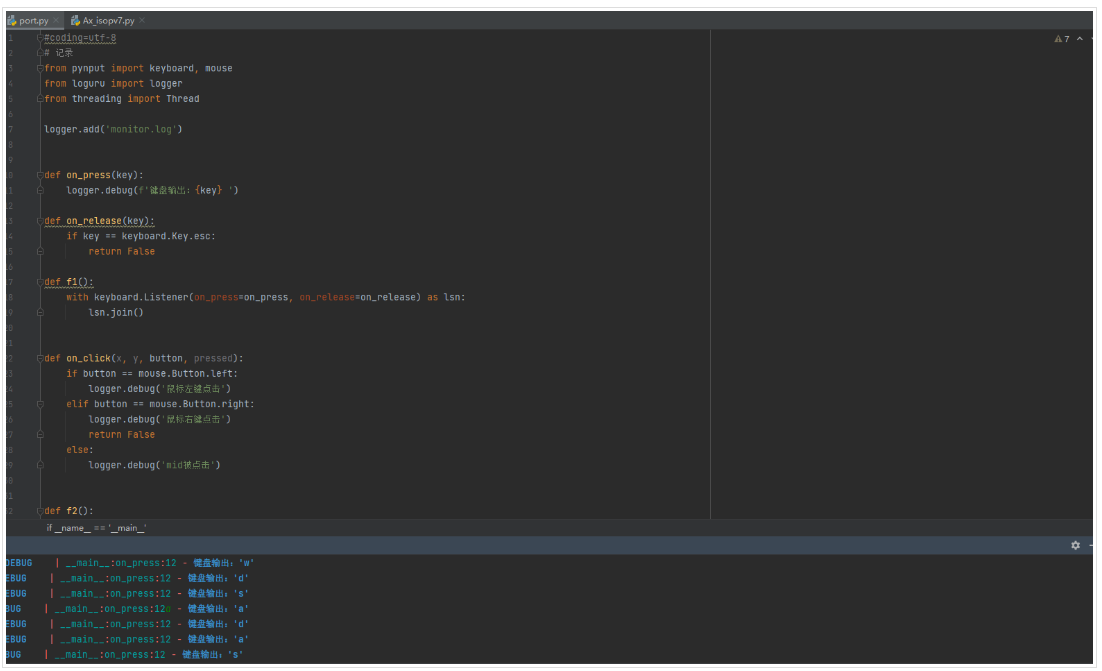 port.py Ax_isopv7.py
#coding=utf-8
7
# 记录
from pynput import keyboard, mouse
from loguru import logger
from threading import Thread
logger.add('monitor.log')
def on_press(key):
logger.debug(f'键盘输出：{key} ')
def on_release(key):
if key == keyboard.Key.esc:
return False
def f1():
with keyboard.Listener(on_press=on_press, on_release=on_release) as lsn:
lsn.join()
def on_click(x, y, button, pressed):
if button == mouse.Button.left:
logger.debug('鼠标左键点击')
elif button == mouse.Button.right:
logger.debug('鼠标右键点击')
return False
else:
logger.debug('mid被点击')
def f2():
if __name__ == '__main__'
DEBUG | __main__:on_press:12 - 键盘输出：'w'
EBUG | __main__:on_press:12 - 键盘输出：'d'
EBUG | __main__:on_press:12 - 键盘输出：'s'
BUG | __main__:on_press:12a - 键盘输出：'a'
EBUG | __main__:on_press:12 - 键盘输出：'d'
EBUG | __main__:on_press:12 - 键盘输出：'a'
BUG | __main__:on_press:12 - 键盘输出：'s'